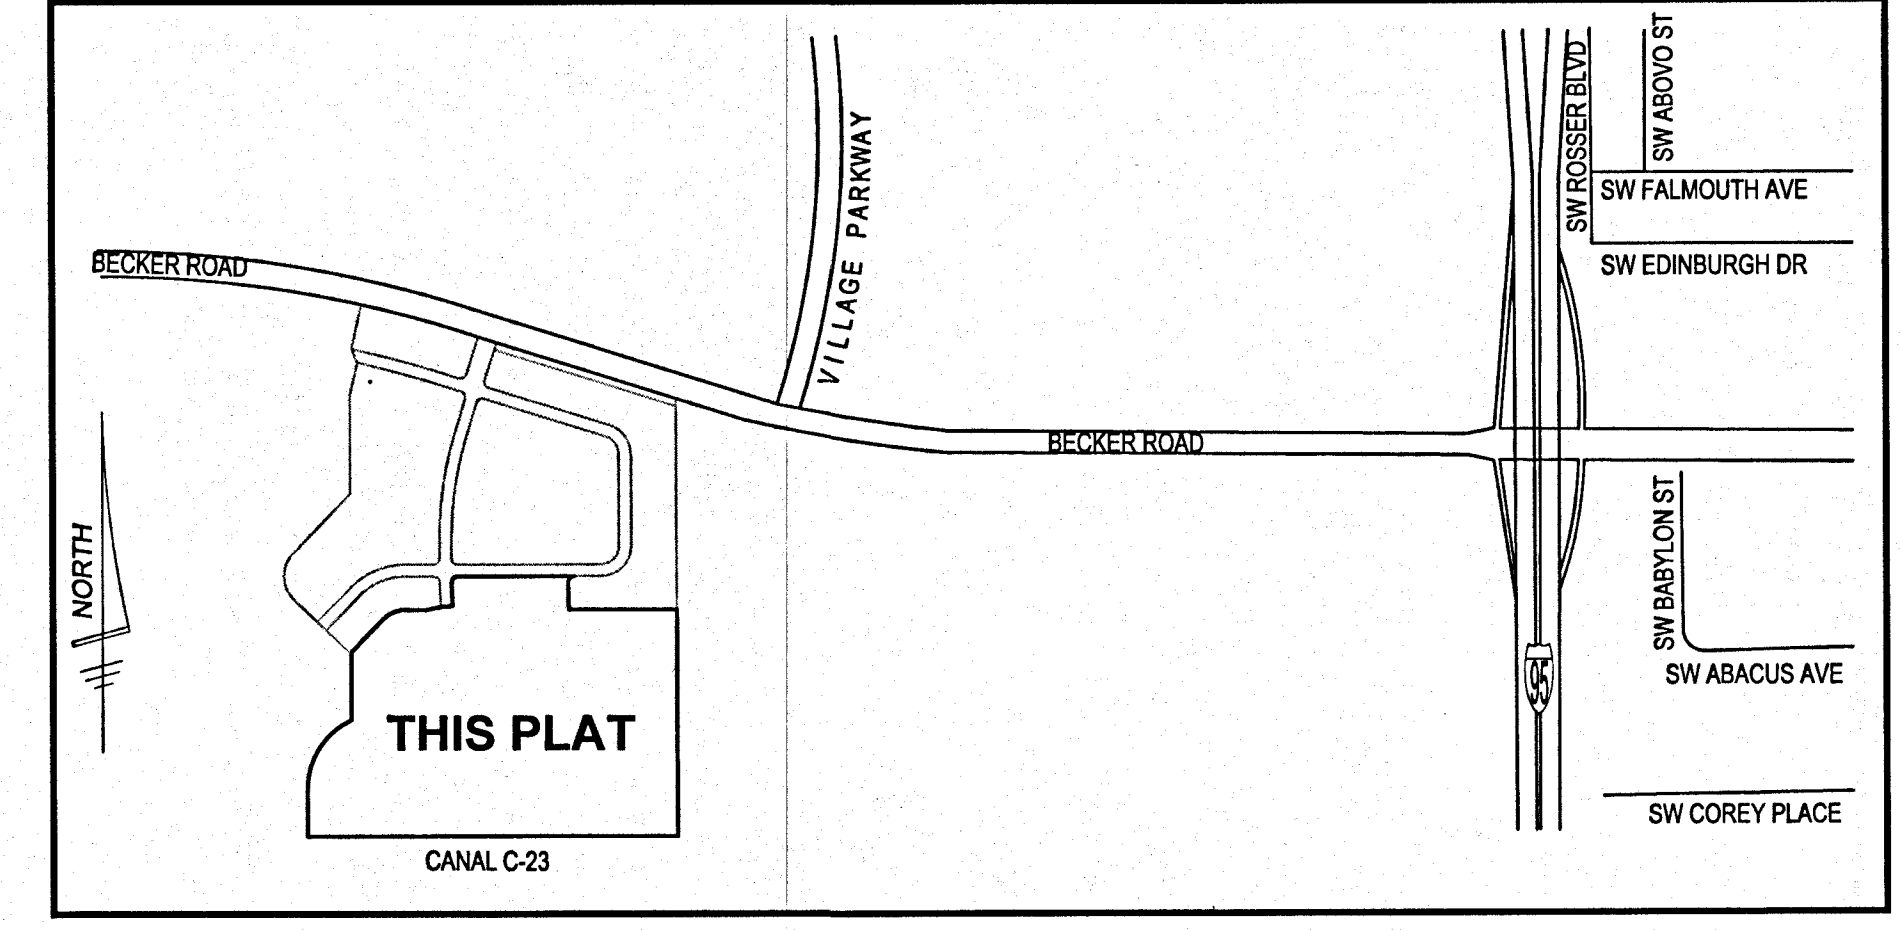 SW ROSSER BLVD
SW ABOVO ST
VILLAGE PARKWAY
SW FALMOUTH AVE
BECKER ROAD
SW EDINBURGH DR
BECKER ROAD
NORTH
SW BABYLON ST
95
SW ABACUS AVE
THIS PLAT
SW COREY PLACE
CANAL C-23